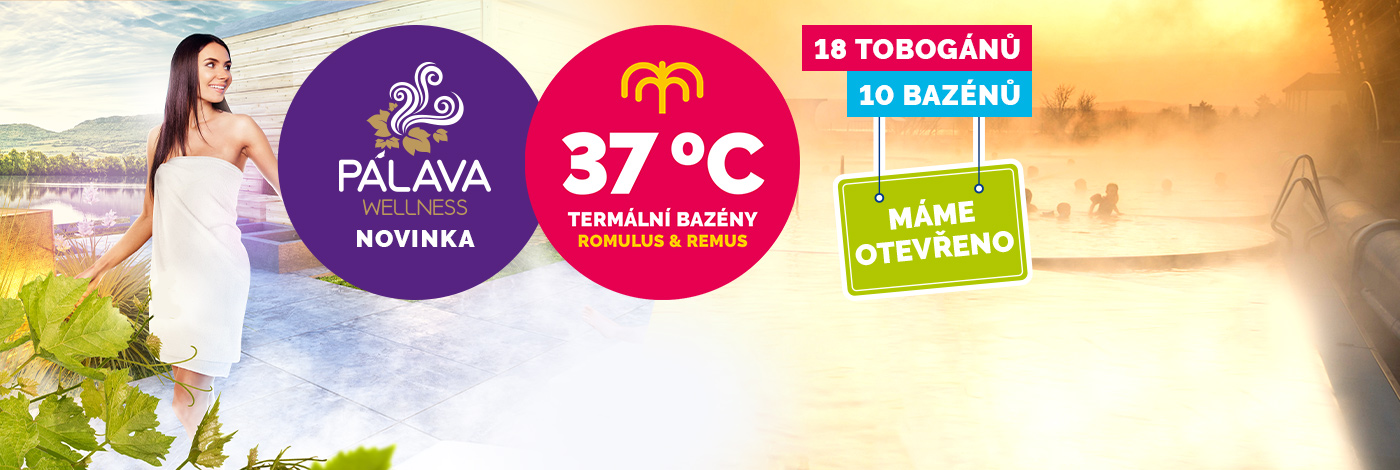 PÁLAVA
WELLNESS
NOVINKA
37 °C
TERMÁLNÍ BAZÉNY
ROMULUS & REMUS
18 TOBOGÁNŮ
10 BAZÉNŮ
MÁME
OTEVŘENO